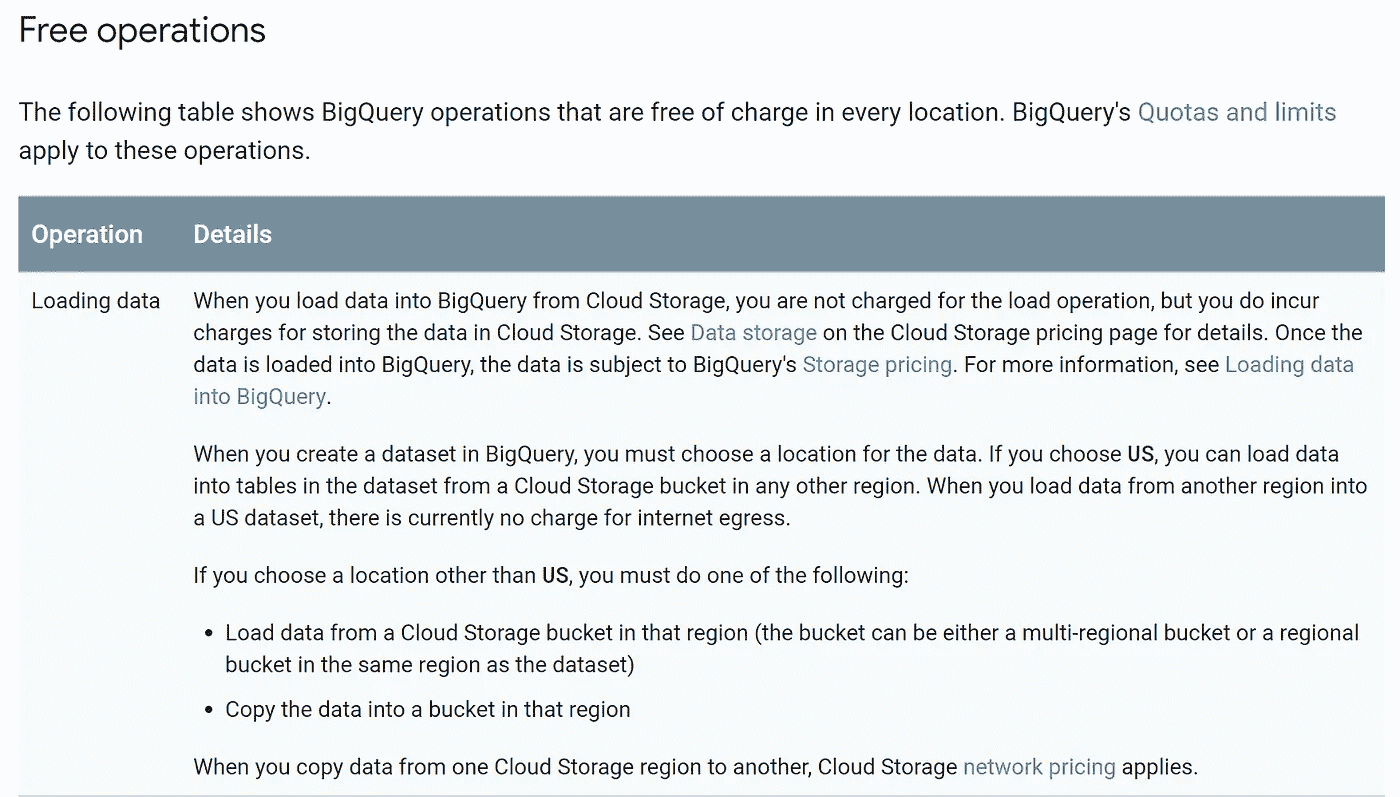 Free operations
The following table shows BigQuery operations that are free of charge in every location. BigQuery's Quotas and limits
apply to these operations.
Operation Details
Loading data When you load data into BigQuery from Cloud Storage, you are not charged for the load operation, but you do incur
charges for storing the data in Cloud Storage. See Data storage on the Cloud Storage pricing page for details. Once the
data is loaded into BigQuery, the data is subject to BigQuery's Storage pricing. For more information, see Loading data
into BigQuery.
When you create a dataset in BigQuery, you must choose a location for the data. If you choose US, you can load data
into tables in the dataset from a Cloud Storage bucket in any other region. When you load data from another region into
a US dataset, there is currently no charge for internet egress.
If you choose a location other than US, you must do one of the following:
• Load data from a Cloud Storage bucket in that region (the bucket can be either a multi-regional bucket or a regional
bucket in the same region as the dataset)
• Copy the data into a bucket in that region
When you copy data from one Cloud Storage region to another, Cloud Storage network pricing applies.